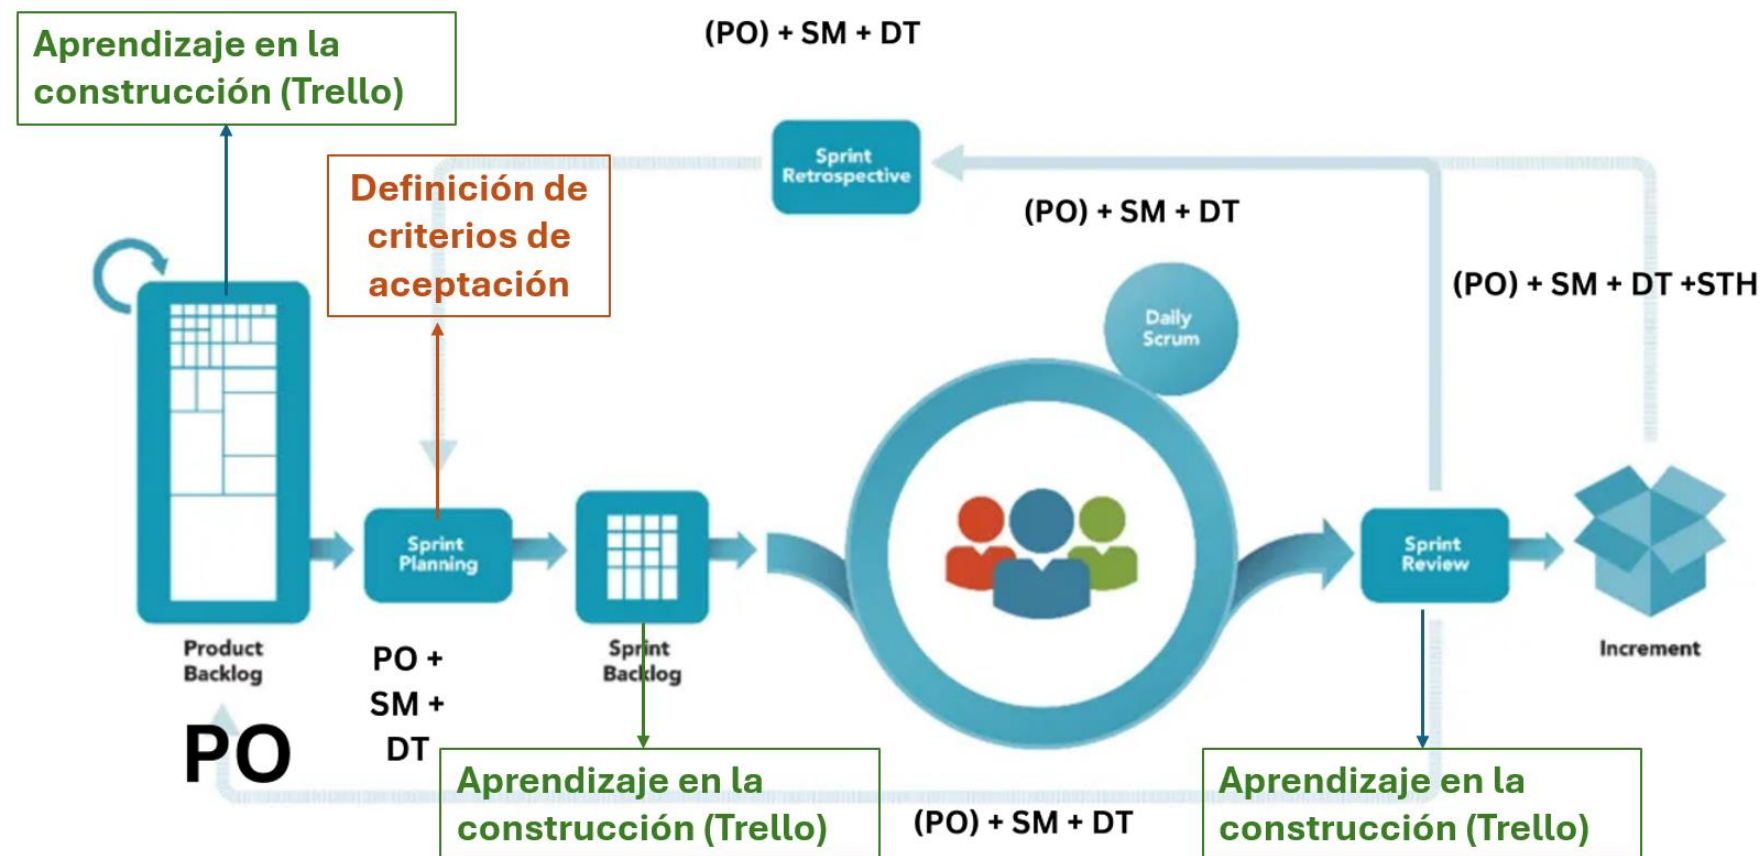 Aprendizaje en la
construcción (Trello)
(PO) + SM + DT
Sprint
Retrospective
Definición de
criterios de
aceptación
(PO) + SM + DT
(PO) + SM + DT +STH
Daily
Scrum
Sprint
Planning
Sprint
Review
Product
Backlog
Sprint
Backlog
Increment
PO
PO +
SM +
DT
Aprendizaje en la
construcción (Trello)
(PO) + SM + DT
Aprendizaje en la
construcción (Trello)